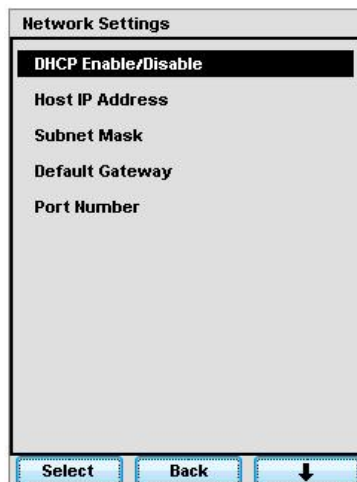 Network Settings
DHCP Enable/Disable
Host IP Address
Subnet Mask
Default Gateway
Port Number
Select Back ↓